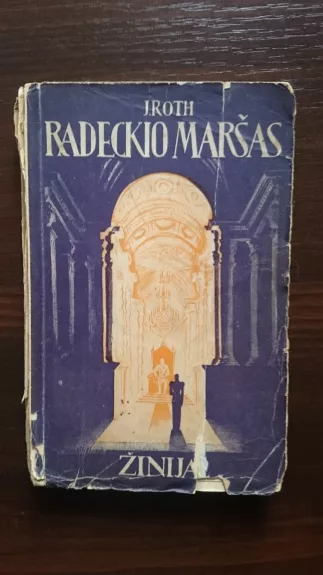 J. ROTH
RADECKIO MARŠAS
ŽINIJA